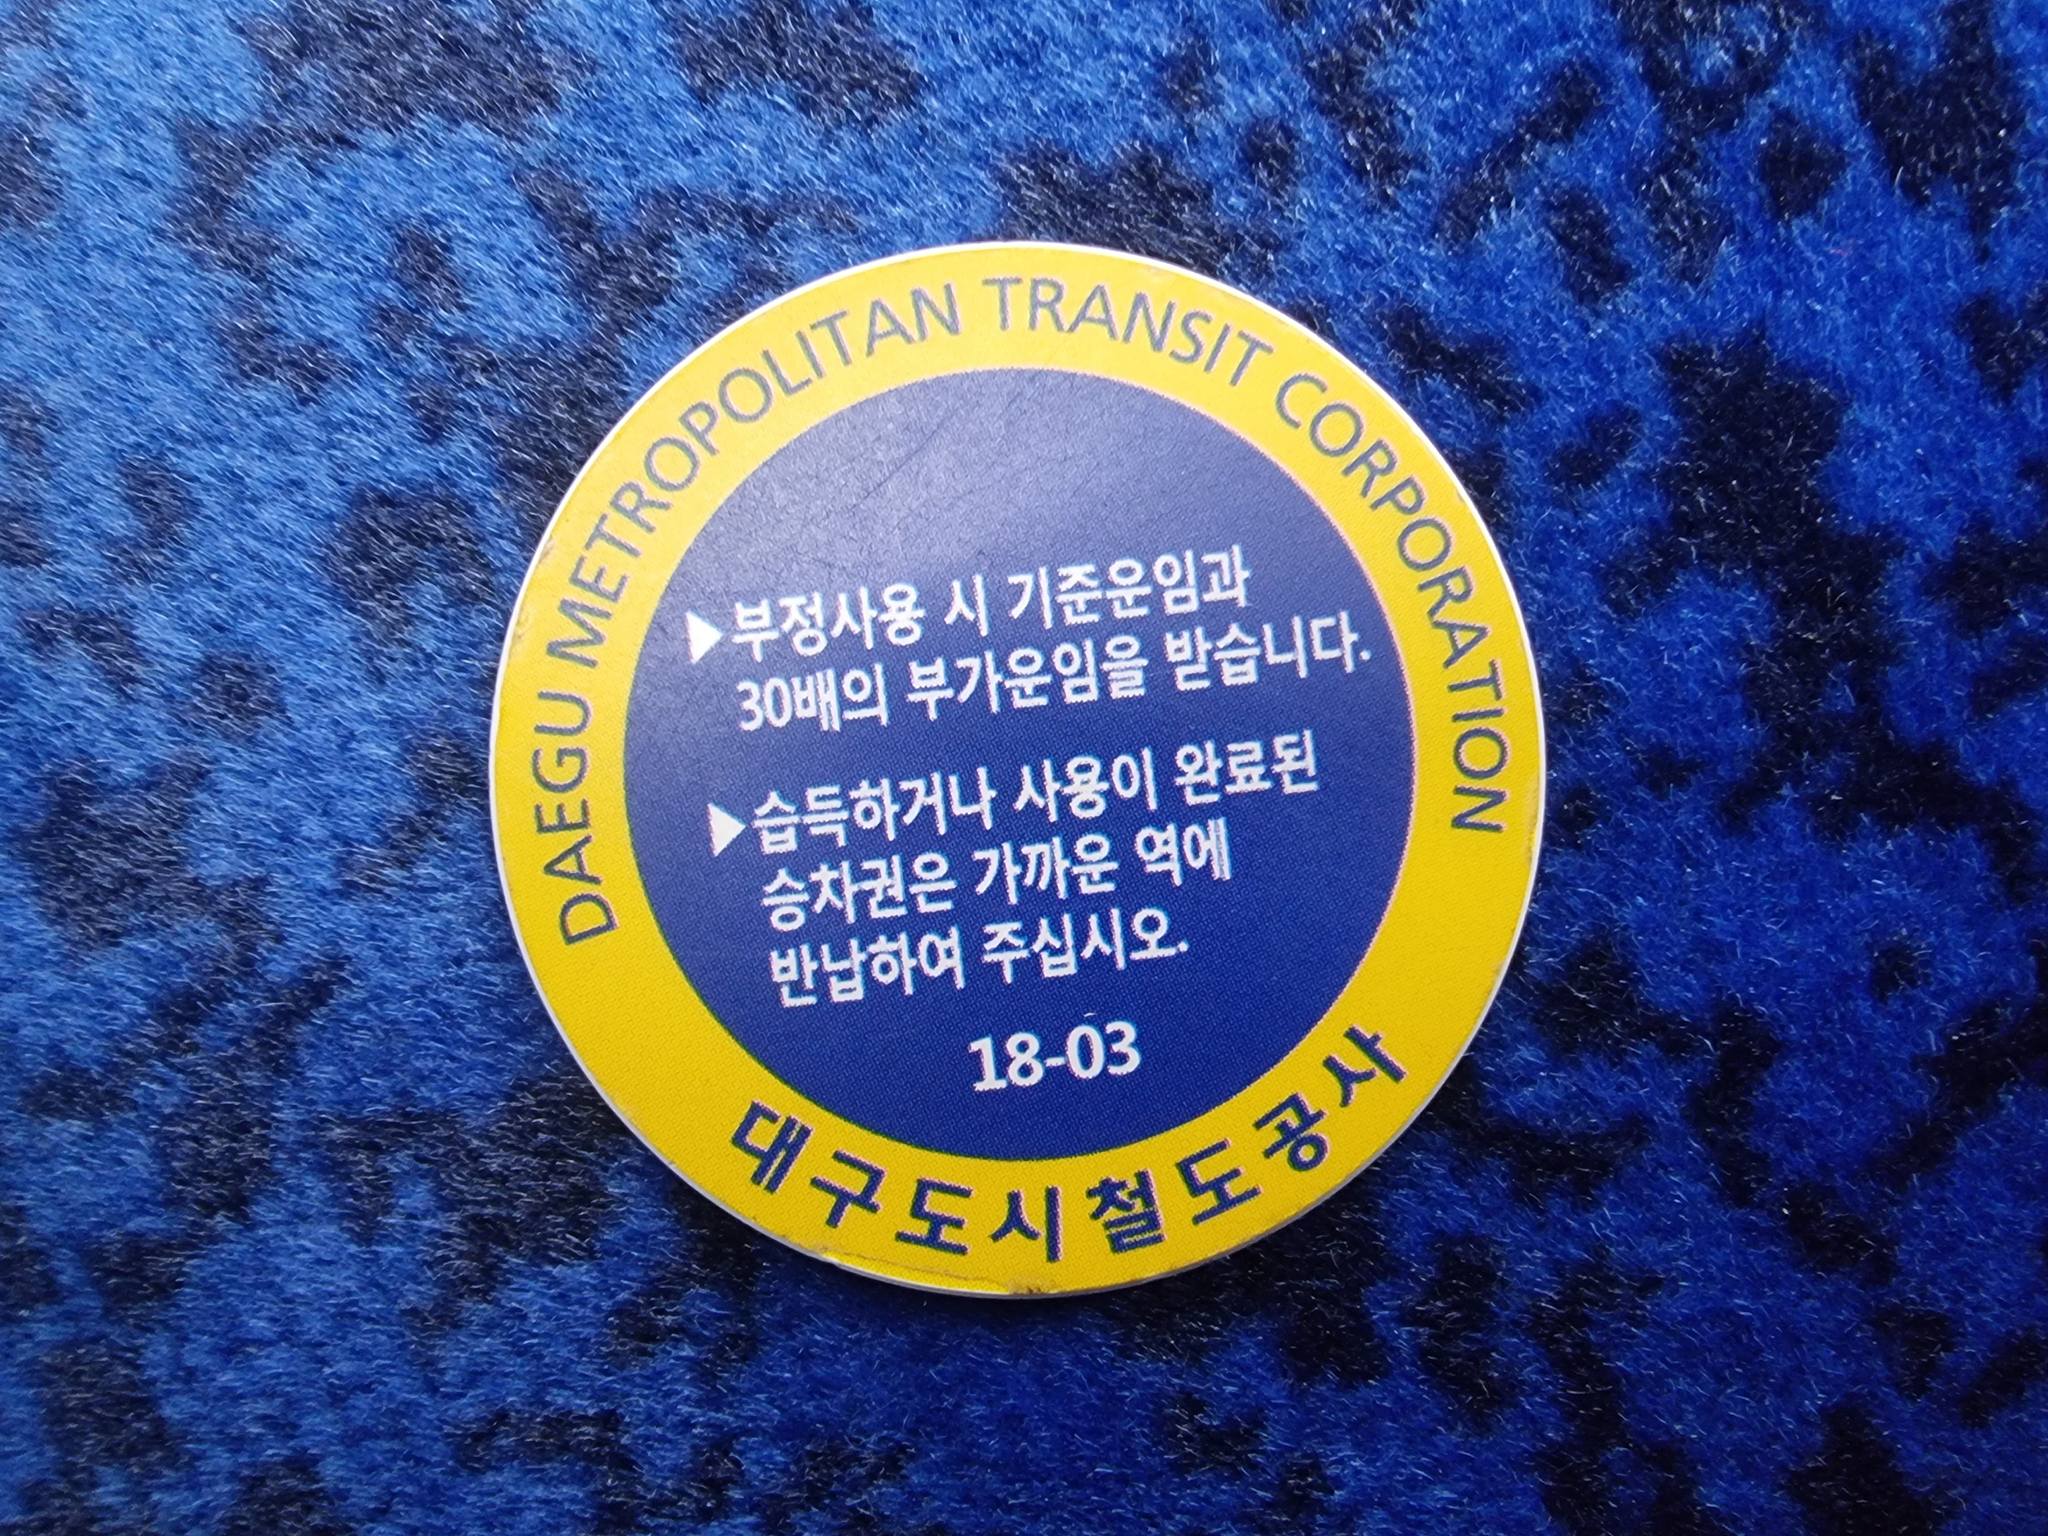 DAEGU METROPOLITAN TRANSIT CORPORATION
▶부정사용 시 기준운임과
30배의 부가운임을 받습니다.
▶습득하거나 사용이 완료된
승차권은 가까운 역에
반납하여 주십시오.
18-03
대구도시철도공사